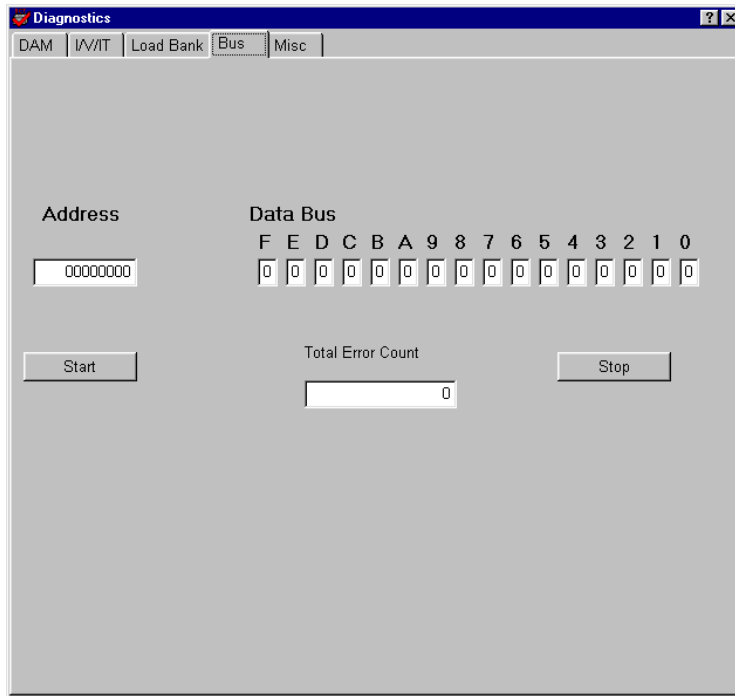 Diagnostics
DAM I/V/IT Load Bank Bus Misc
Address Data Bus
F E D C B A 9 8 7 6 5 4 3 2 1 0
00000000 0 0 0 0 0 0 0 0 0 0 0 0 0 0 0 0
Start Total Error Count Stop
0